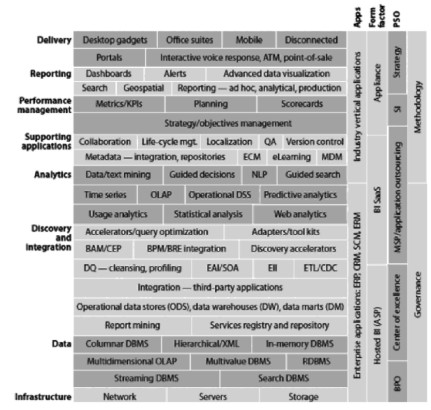 Apps
Form factor
PSO
Delivery
Desktop gadgets Office suites Mobile Disconnected
Portals Interactive voice response, ATM, point-of-sale
Reporting
Dashboards Alerts Advanced data visualization
Search Geospatial Reporting — ad hoc, analytical, production
Performance management
Metrics/KPIs Planning Scorecards
Strategy/objectives management
Supporting applications
Collaboration Life-cycle mgt. Localization QA Version control
Metadata — integration, repositories ECM eLearning MDM
Analytics
Data/text mining Guided decisions NLP Guided search
Time series OLAP Operational DSS Predictive analytics
Usage analytics Statistical analysis Web analytics
Discovery and integration
Accelerators/query optimization Adapters/tool kits
BAM/CEP BPM/BRE integration Discovery accelerators
DQ — cleansing, profiling EAI/SOA EII ETL/CDC
Integration — third-party applications
Operational data stores (ODS), data warehouses (DW), data marts (DM)
Report mining Services registry and repository
Data
Columnar DBMS Hierarchical/XML In-memory DBMS
Multidimensional OLAP Multivalue DBMS RDBMS
Streaming DBMS Search DBMS
Infrastructure
Network Servers Storage
Industry vertical applications
Enterprise applications: ERP, CRM, SCM, ERM
Appliance
BI SaaS
Hosted BI (ASP)
Strategy
SI
MSP/application outsourcing
Center of excellence
BPO
Methodology
Governance